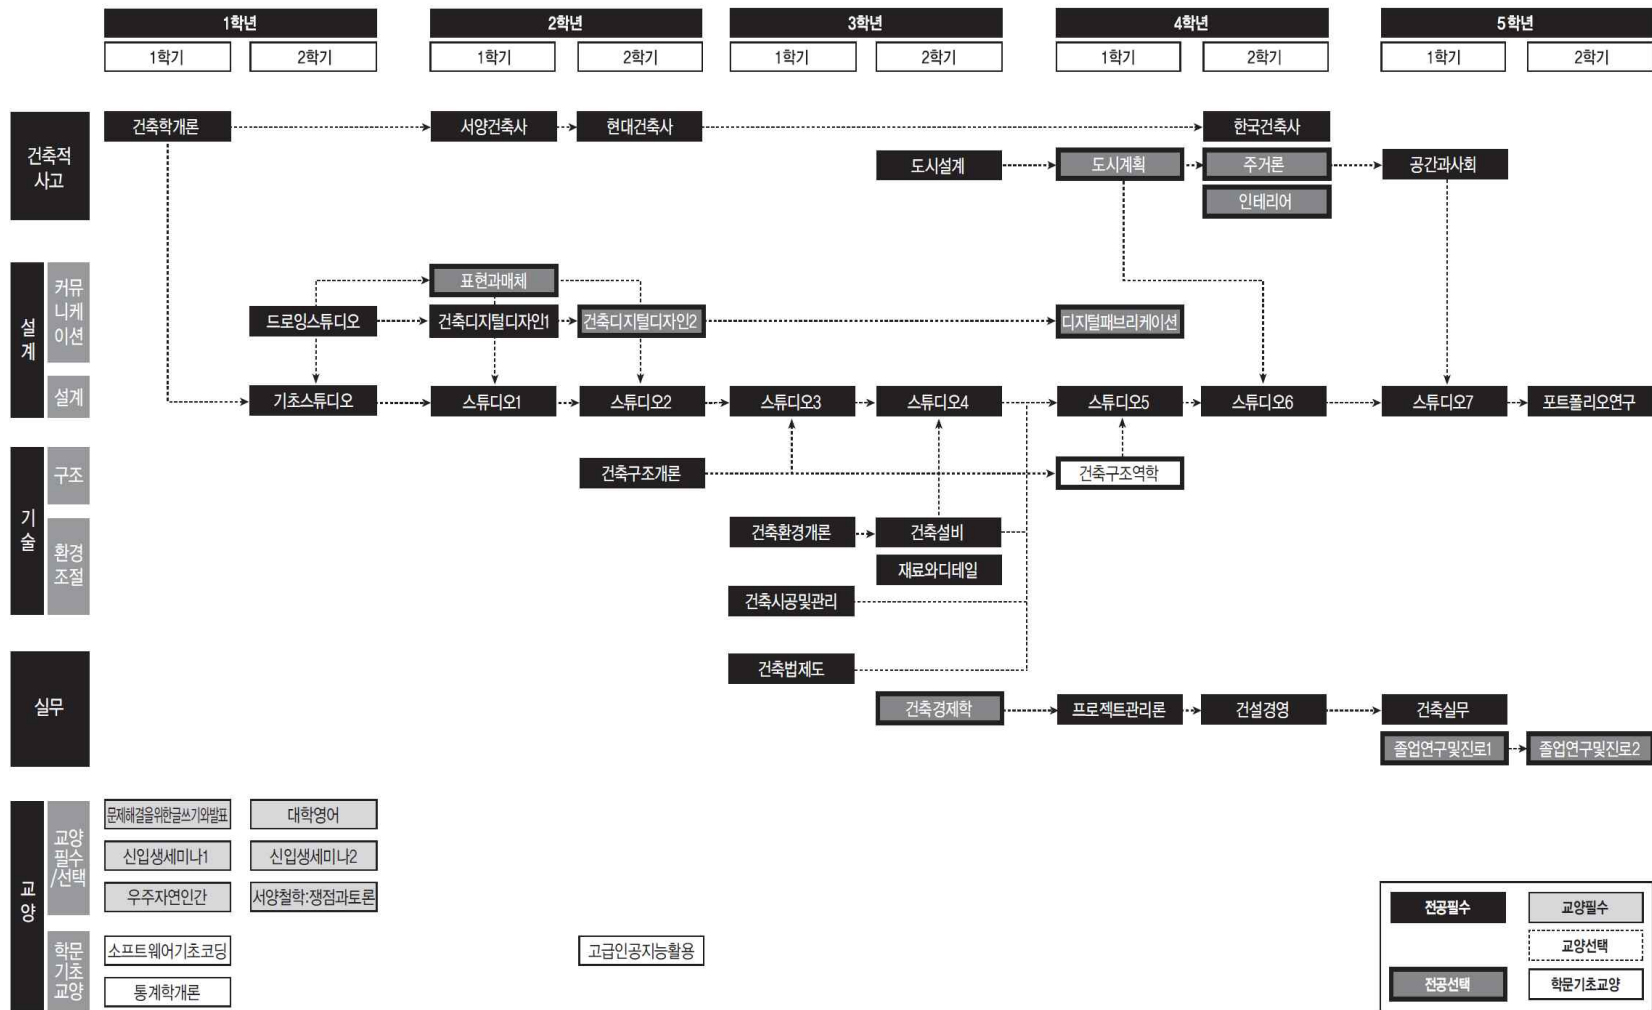 1학년 2학년 3학년 4학년 5학년
1학기 2학기 1학기 2학기 1학기 2학기 1학기 2학기 1학기 2학기
건축적
사고
건축학개론 서양건축사 현대건축사 한국건축사
도시설계 도시계획 주거론 공간과사회
인테리어
설계
커뮤
니케
이션
표현과매체
드로잉스튜디오 건축디지털디자인1 건축디지털디자인2 디지털패브리케이션
설계
기초스튜디오 스튜디오1 스튜디오2 스튜디오3 스튜디오4 스튜디오5 스튜디오6 스튜디오7 포트폴리오연구
기술
구조
건축구조개론 건축구조역학
환경
조절
건축환경개론 건축설비
재료와디테일
건축시공및관리
실무
건축법제도
건축경제학 프로젝트관리론 건설경영 건축실무
졸업연구및진로1 졸업연구및진로2
교양
교양
필수
/선택
문제해결을위한글쓰기와발표 대학영어
신입생세미나1 신입생세미나2
우주자연인간 서양철학:쟁점과토론
학문
기초
교양
소프트웨어기초코딩 고급인공지능활용
통계학개론
전공필수 교양필수
교양선택
전공선택 학문기초교양